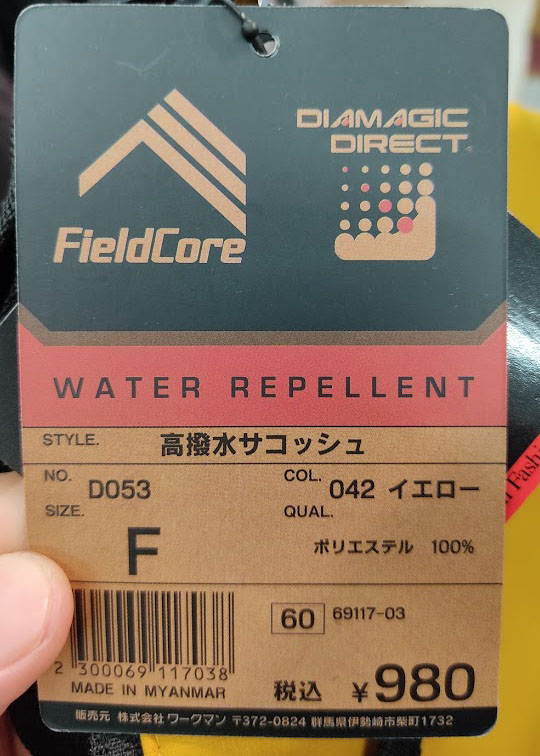 DIAMAGIC
DIRECT
FieldCore
WATER REPELLENT
STYLE. 高撥水サコッシュ
NO. D053
COL. 042 イエロー
SIZE. F
QUAL.
ポリエステル 100%
60 69117-03
2 300069 117038
MADE IN MYANMAR
税込 ¥980
販売元 株式会社 ワークマン 〒372-0824 群馬県伊勢崎市柴町1732